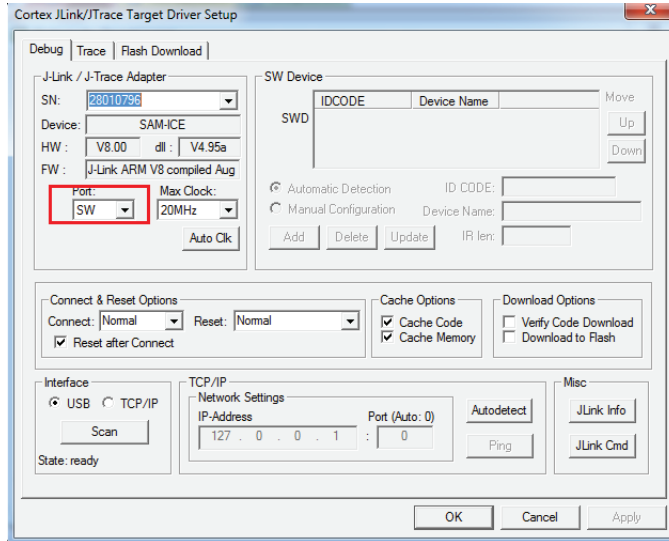 Cortex JLink/JTrace Target Driver Setup
Debug Trace Flash Download
J-Link / J-Trace Adapter
SN: 28010796
Device: SAM-ICE
HW : V8.00 dll : V4.95a
FW : J-Link ARM V8 compiled Aug
Port: Max Clock:
SW 20MHz
Auto Clk
SW Device
IDCODE Device Name
SWD
Move
Up
Down
Automatic Detection ID CODE:
Manual Configuration Device Name:
Add Delete Update IR len:
Connect & Reset Options
Connect: Normal Reset: Normal
Reset after Connect
Cache Options
Cache Code
Cache Memory
Download Options
Verify Code Download
Download to Flash
Interface
USB TCP/IP
Scan
State: ready
TCP/IP
Network Settings
IP-Address Port (Auto: 0)
127 . 0 . 0 . 1 : 0
Autodetect
Ping
Misc
JLink Info
JLink Cmd
OK Cancel Apply